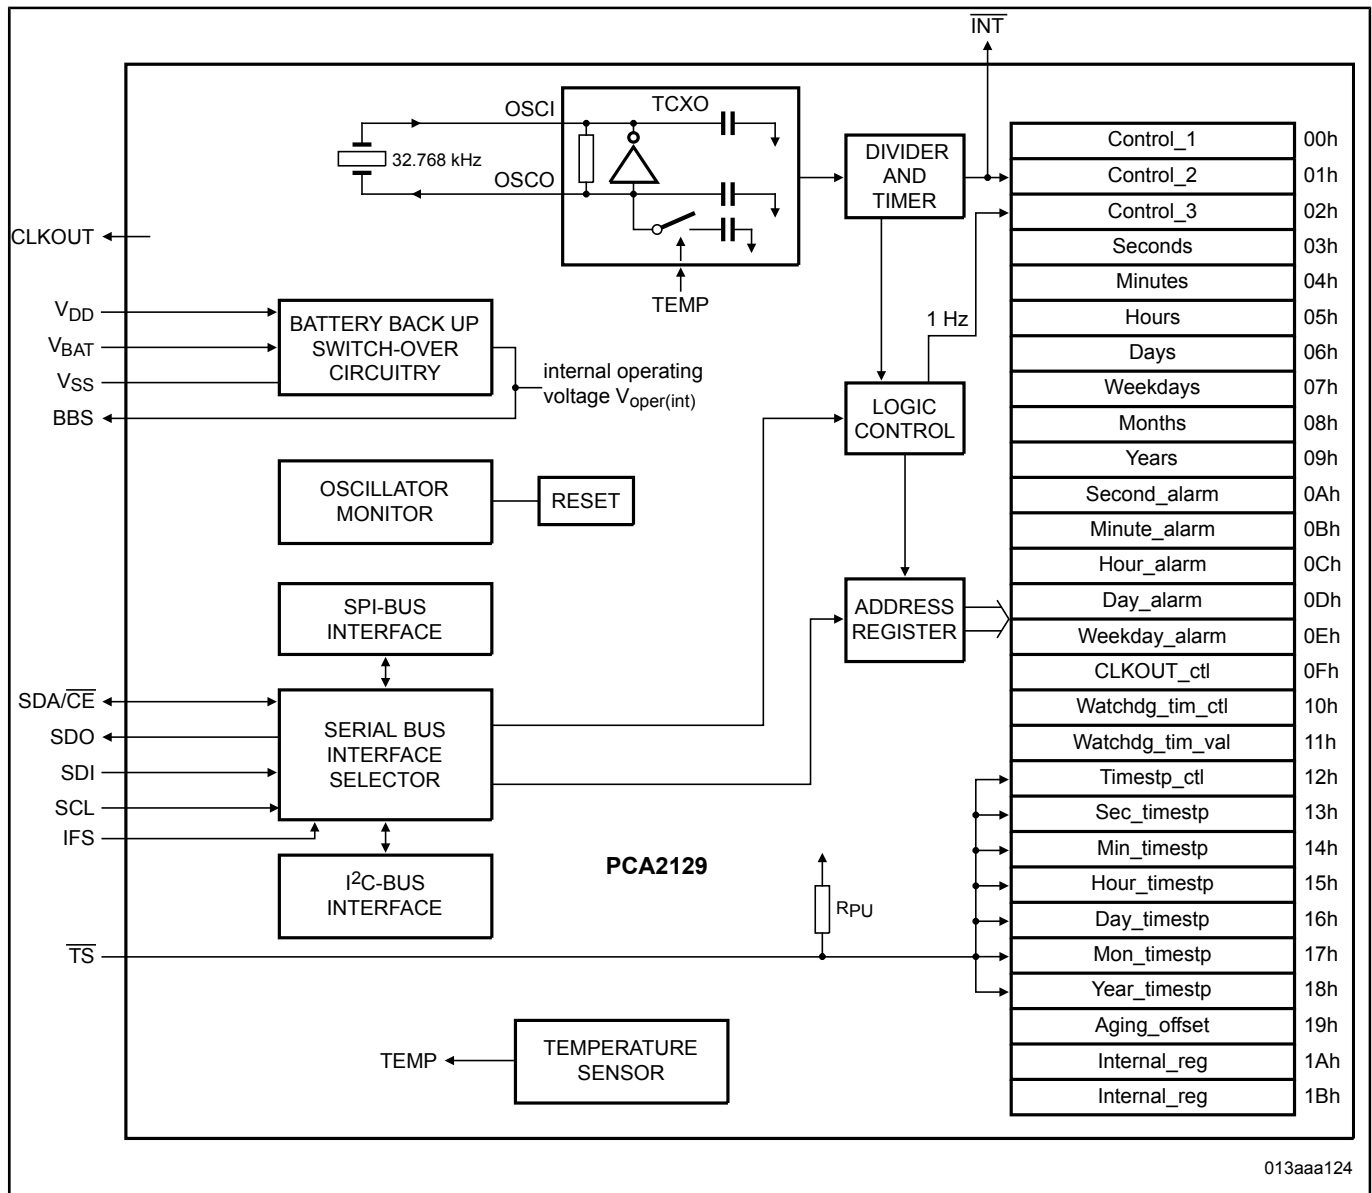 INT
OSCI
TCXO
32.768 kHz
OSCO
TEMP
DIVIDER
AND
TIMER
CLKOUT
VDD
VBAT
VSS
BBS
BATTERY BACK UP
SWITCH-OVER
CIRCUITRY
internal operating
voltage Voper(int)
1 Hz
LOGIC
CONTROL
OSCILLATOR
MONITOR
RESET
SPI-BUS
INTERFACE
ADDRESS
REGISTER
SDA/CE
SDO
SDI
SCL
IFS
SERIAL BUS
INTERFACE
SELECTOR
I2C-BUS
INTERFACE
PCA2129
RPU
TS
TEMP
TEMPERATURE
SENSOR
Control_1 00h
Control_2 01h
Control_3 02h
Seconds 03h
Minutes 04h
Hours 05h
Days 06h
Weekdays 07h
Months 08h
Years 09h
Second_alarm 0Ah
Minute_alarm 0Bh
Hour_alarm 0Ch
Day_alarm 0Dh
Weekday_alarm 0Eh
CLKOUT_ctl 0Fh
Watchdg_tim_ctl 10h
Watchdg_tim_val 11h
Timestp_ctl 12h
Sec_timestp 13h
Min_timestp 14h
Hour_timestp 15h
Day_timestp 16h
Mon_timestp 17h
Year_timestp 18h
Aging_offset 19h
Internal_reg 1Ah
Internal_reg 1Bh
013aaa124